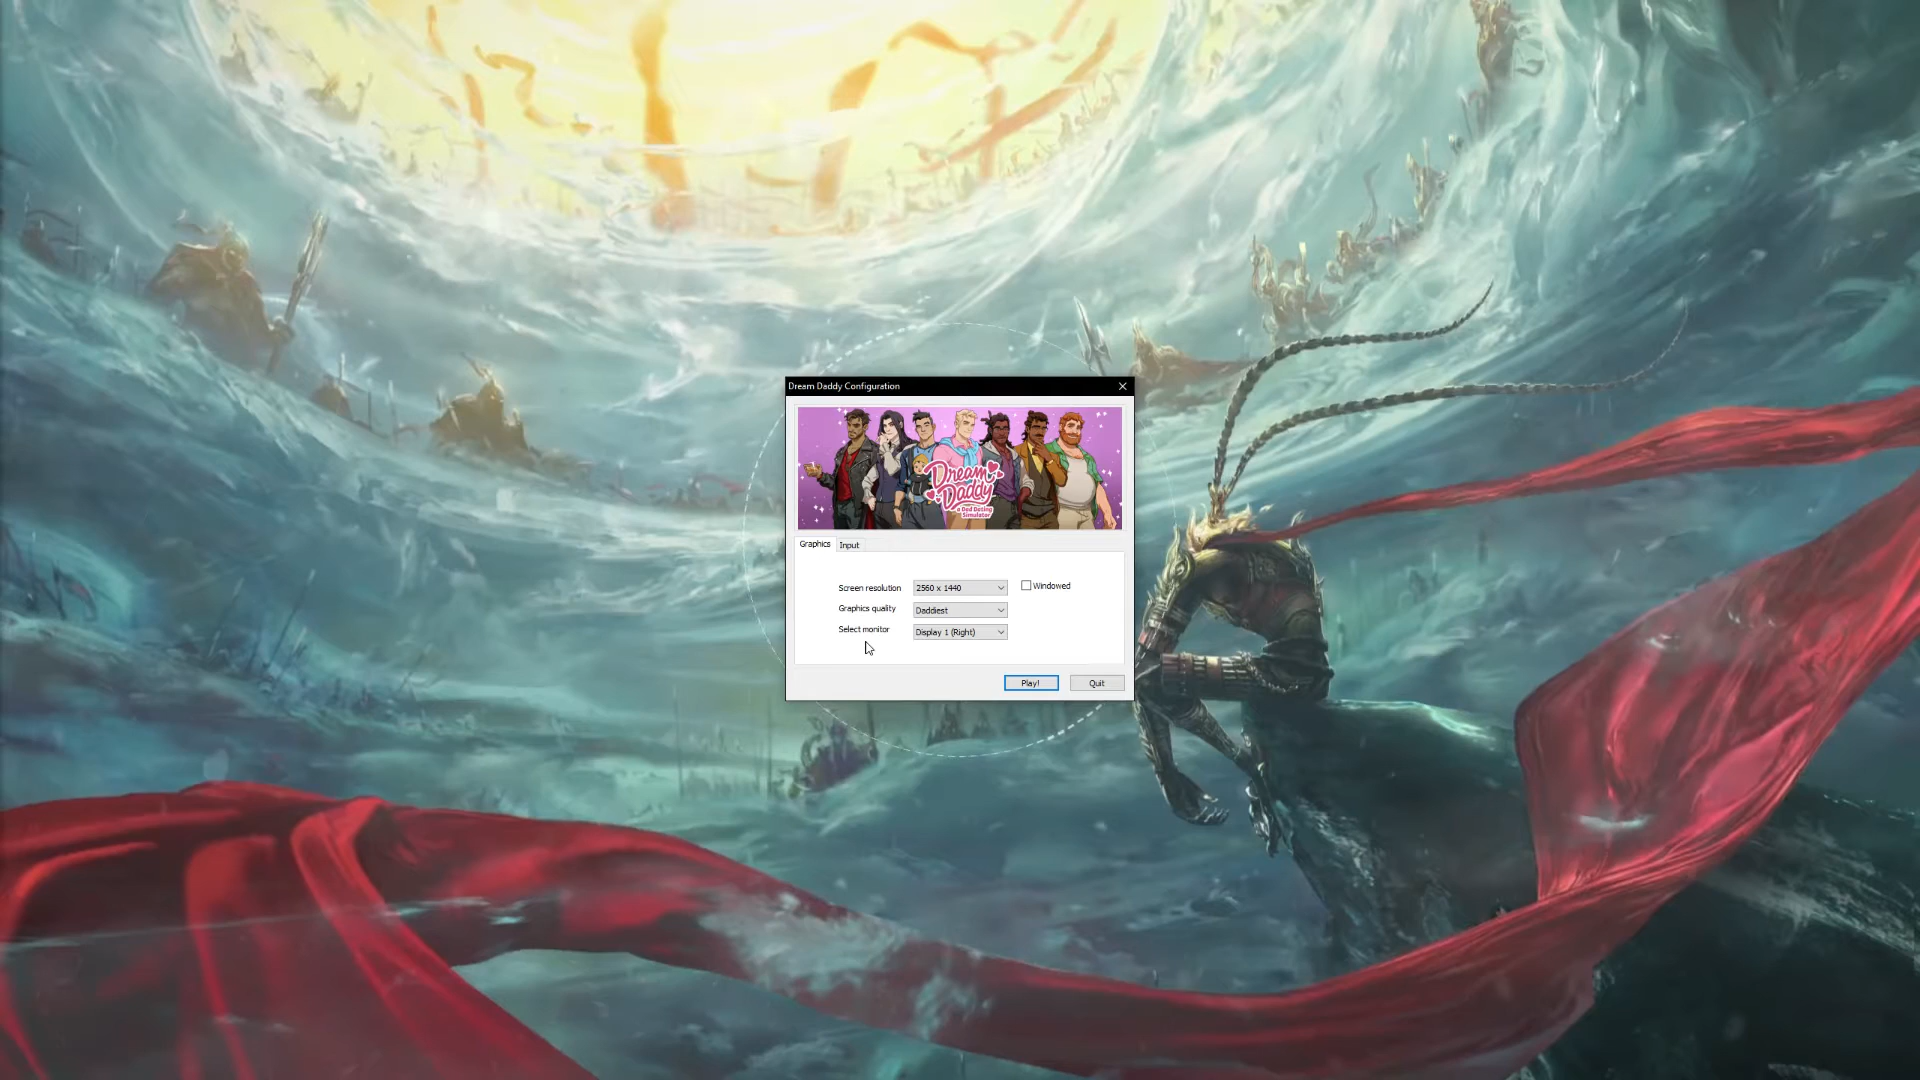 Dream Daddy Configuration
Dream
Daddy
a Dad Dating
Simulator
Graphics
Input
Screen resolution
2560 x 1440
Windowed
Graphics quality
Daddiest
Select monitor
Display 1 (Right)
Play!
Quit